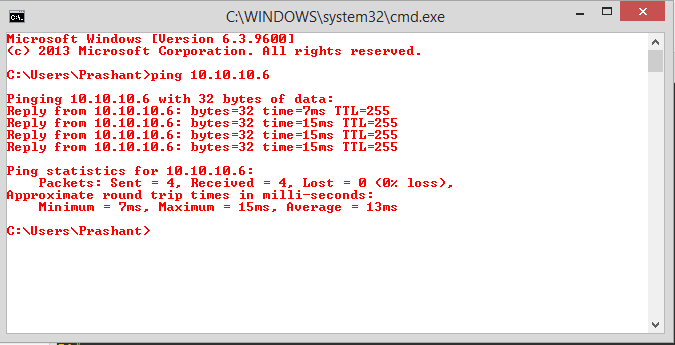 C:\WINDOWS\system32\cmd.exe
Microsoft Windows [Version 6.3.9600]
(c) 2013 Microsoft Corporation. All rights reserved.
C:\Users\Prashant>ping 10.10.10.6
Pinging 10.10.10.6 with 32 bytes of data:
Reply from 10.10.10.6: bytes=32 time=7ms TTL=255
Reply from 10.10.10.6: bytes=32 time=15ms TTL=255
Reply from 10.10.10.6: bytes=32 time=15ms TTL=255
Reply from 10.10.10.6: bytes=32 time=15ms TTL=255
Ping statistics for 10.10.10.6:
    Packets: Sent = 4, Received = 4, Lost = 0 (0% loss),
Approximate round trip times in milli-seconds:
    Minimum = 7ms, Maximum = 15ms, Average = 13ms
C:\Users\Prashant>